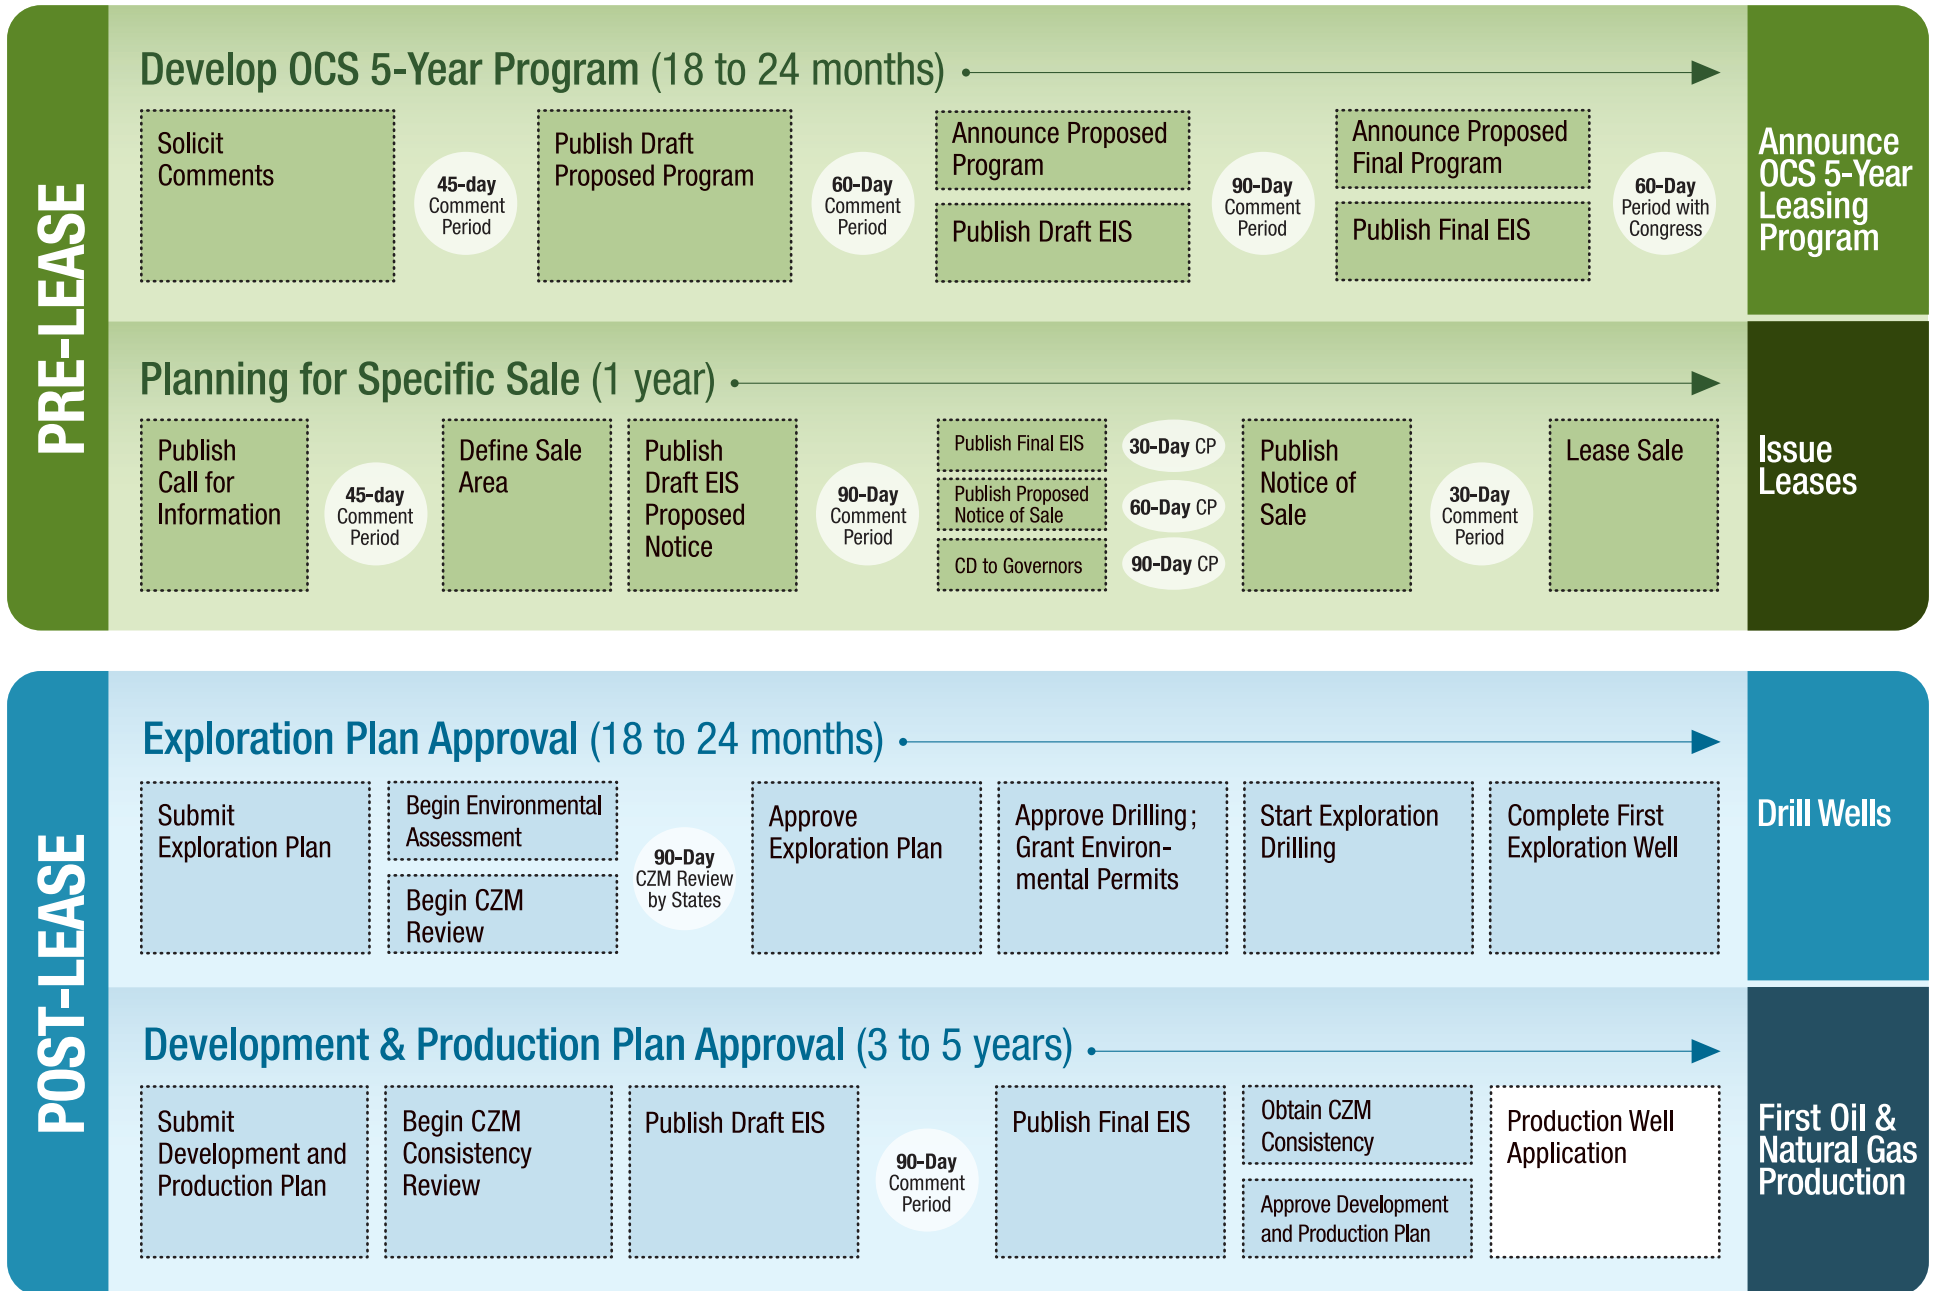 PRE-LEASE
Develop OCS 5-Year Program (18 to 24 months)
Solicit
Comments
45-day
Comment
Period
Publish Draft
Proposed Program
60-Day
Comment
Period
Announce Proposed
Program
Publish Draft EIS
90-Day
Comment
Period
Announce Proposed
Final Program
Publish Final EIS
60-Day
Period with
Congress
Announce
OCS 5-Year
Leasing
Program
Planning for Specific Sale (1 year)
Publish
Call for
Information
45-day
Comment
Period
Define Sale
Area
Publish
Draft EIS
Proposed
Notice
90-Day
Comment
Period
Publish Final EIS
30-Day CP
Publish Proposed
Notice of Sale
60-Day CP
CD to Governors
90-Day CP
Publish
Notice of
Sale
30-Day
Comment
Period
Lease Sale
Issue
Leases
POST-LEASE
Exploration Plan Approval (18 to 24 months)
Submit
Exploration Plan
Begin Environmental
Assessment
Begin CZM
Review
90-Day
CZM Review
by States
Approve
Exploration Plan
Approve Drilling;
Grant Environ-
mental Permits
Start Exploration
Drilling
Complete First
Exploration Well
Drill Wells
Development & Production Plan Approval (3 to 5 years)
Submit
Development and
Production Plan
Begin CZM
Consistency
Review
Publish Draft EIS
90-Day
Comment
Period
Publish Final EIS
Obtain CZM
Consistency
Approve Development
and Production Plan
Production Well
Application
First Oil &
Natural Gas
Production